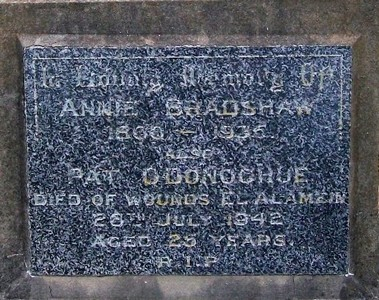 In Loving Memory Of
ANNIE BRADSHAW
1880 – 1935
ALSO
PAT O'DONOGHUE
DIED OF WOUNDS EL ALAMEIN
28TH JULY 1942
AGED 25 YEARS.
R.I.P.